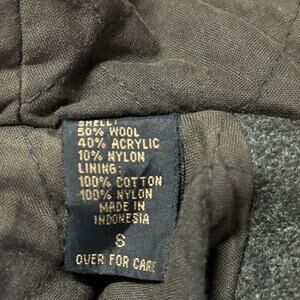 SHELL:
50% WOOL
40% ACRYLIC
10% NYLON
LINING:
100% COTTON
100% NYLON
MADE IN
INDONESIA
S
OVER FOR CARE